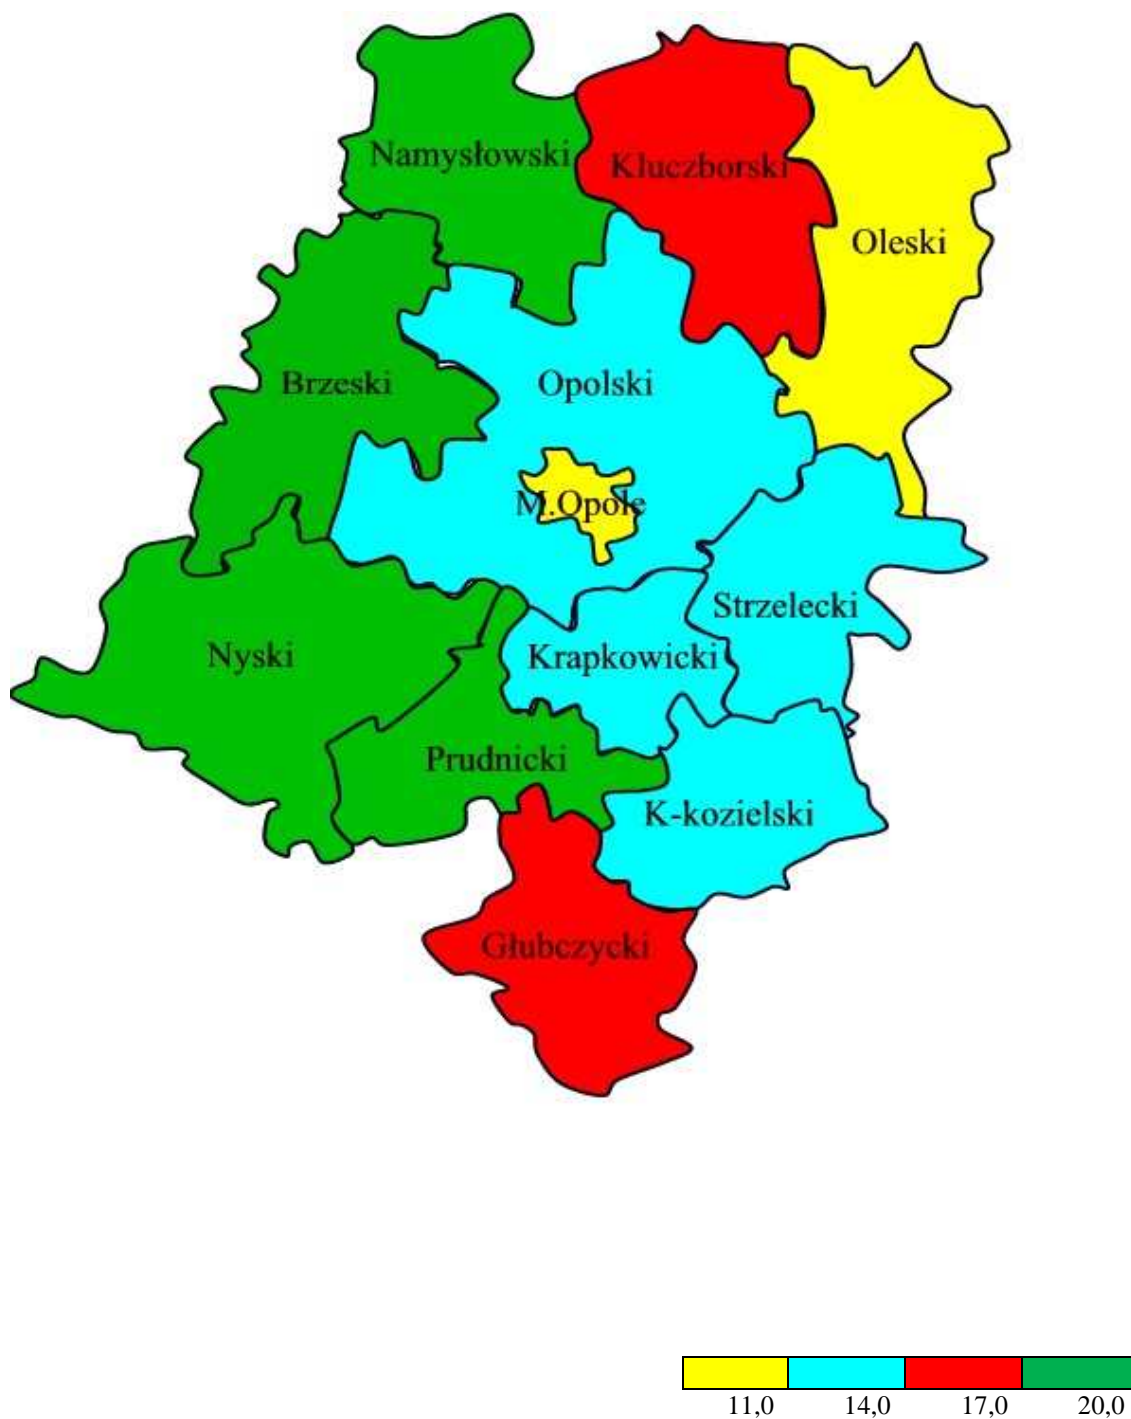 Namysłowski
Kluczborski
Oleski
Brzeski
Opolski
M.Opole
Strzelecki
Nyski
Krapkowicki
Prudnicki
K-kozielski
Głubczycki
11,0 14,0 17,0 20,0